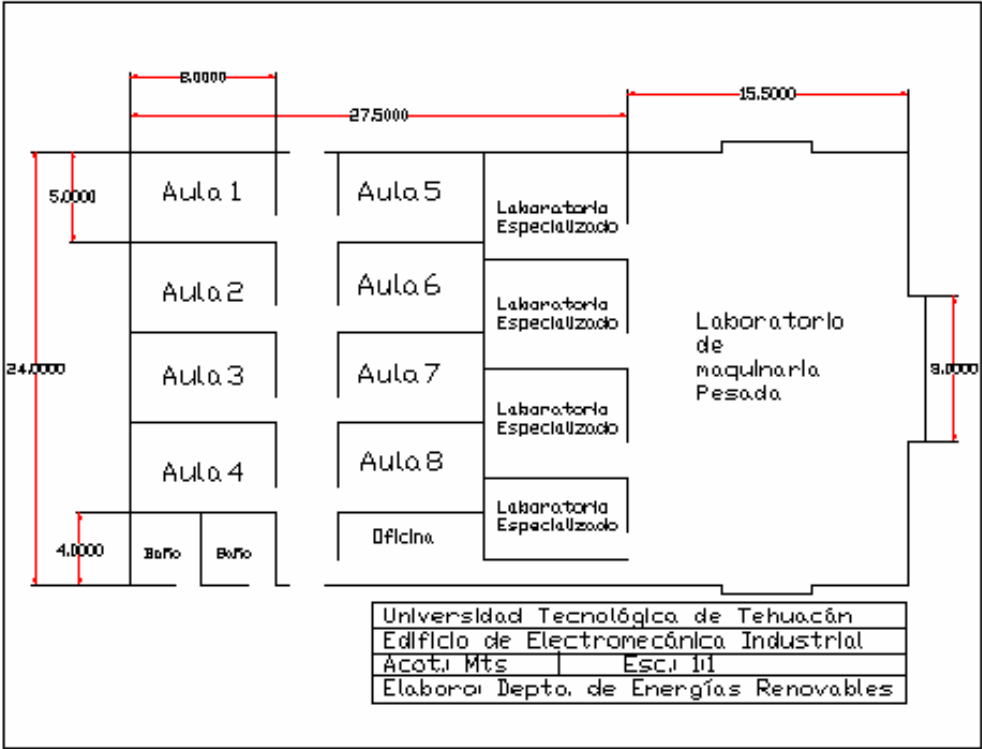 8.0000
15.5000
27.5000
5.0000
Aula 1
Aula 5
Laboratorio
Especializado
Aula 2
Aula 6
Laboratorio
Especializado
24.0000
Aula 3
Aula 7
Laboratorio
de
maquinaria
Pesada
8.0000
Laboratorio
Especializado
Aula 4
Aula 8
Laboratorio
Especializado
4.0000
Baño
Baño
Oficina
Universidad Tecnológica de Tehuacán
Edificio de Electromecánica Industrial
Acot.: Mts Esc.: 1:1
Elaboro: Depto. de Energías Renovables